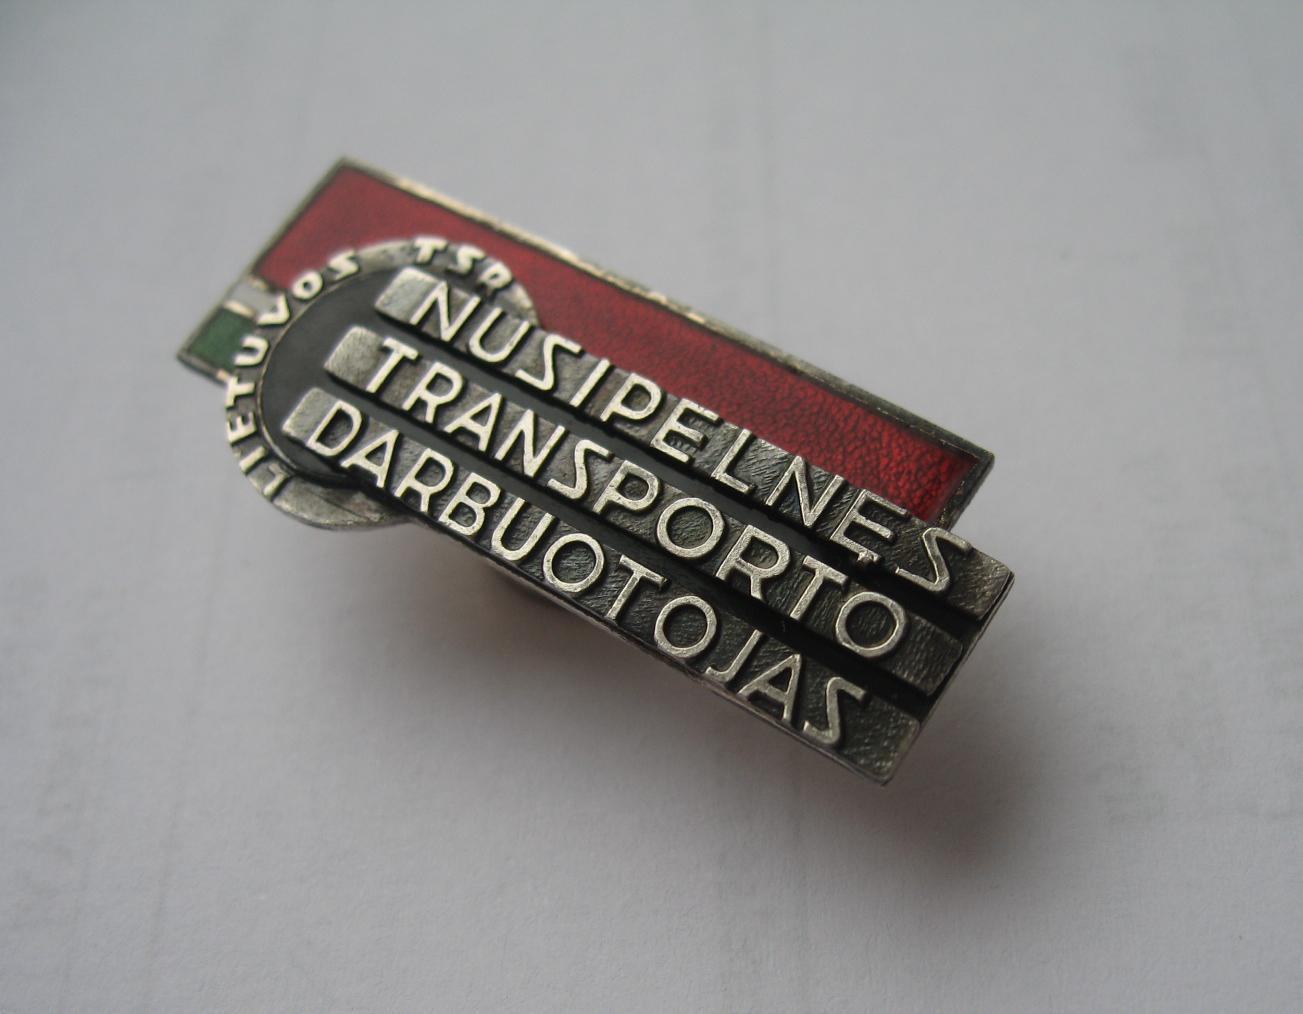 LIETUVOS TSR
NUSIPELNĘS
TRANSPORTO
DARBUOTOJAS